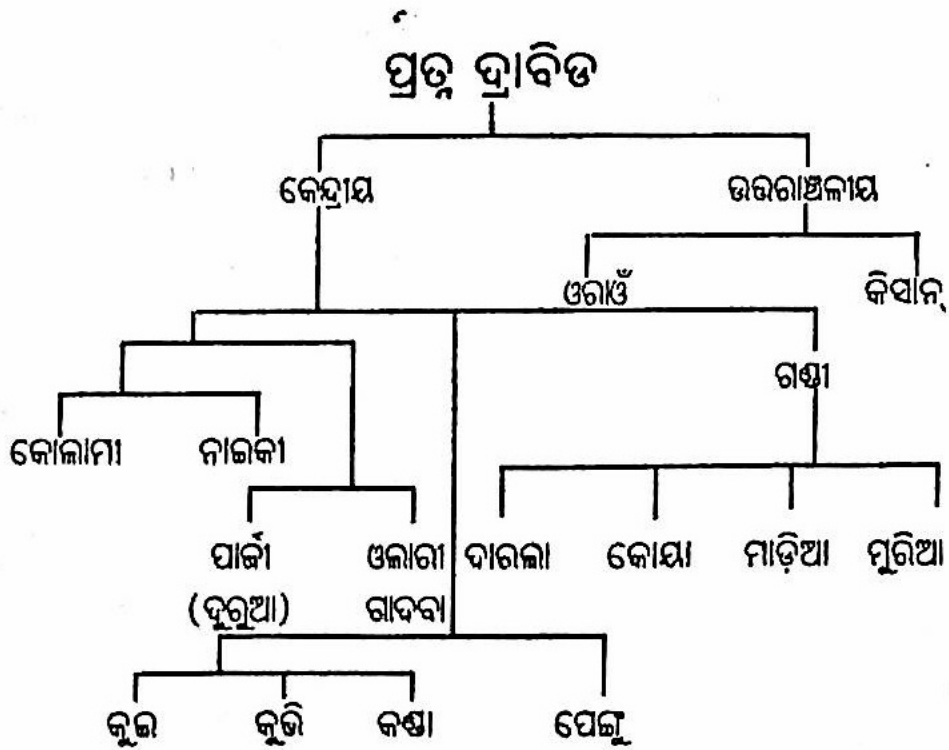 ପ୍ରତ୍ନ ଦ୍ରାବିଡ
କେନ୍ଦ୍ରୀୟ ଉତ୍ତରାଞ୍ଚଳୀୟ
ଓରାଓଁ କିସାନ୍
ଗଣ୍ଡୀ
କୋଲାମୀ ନାଇକୀ
ପାର୍ଜୀ ଓଲାରୀ ଦାରଲା କୋୟା ମାଡ଼ିଆ ମୁରିଆ
(ଦୁରୁଆ) ଗାଦବା
କୁଇ କୁଭି କଣ୍ଢା ପେଙ୍ଗୁ